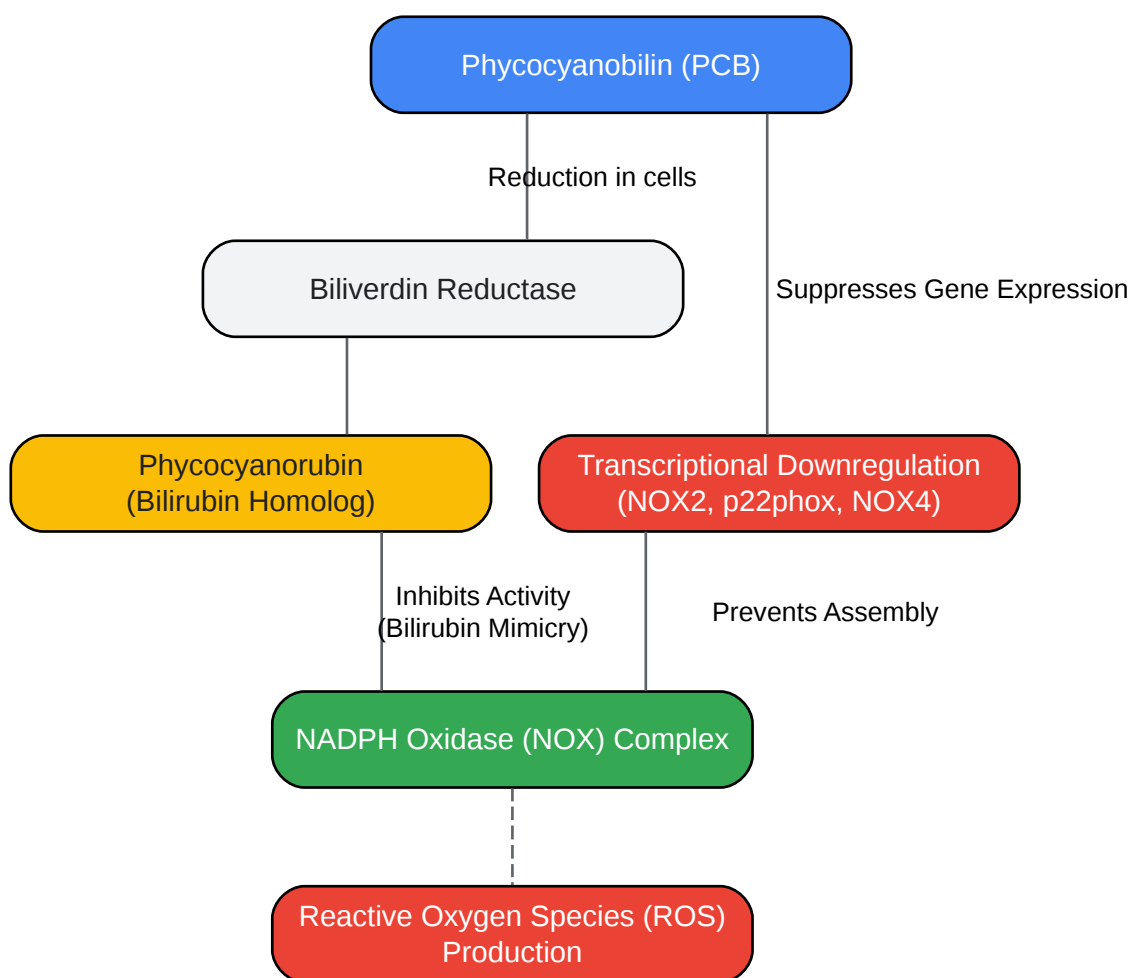 Phycocyanobilin (PCB)
Reduction in cells
Biliverdin Reductase
Suppresses Gene Expression
Phycocyanorubin
(Bilirubin Homolog)
Transcriptional Downregulation
(NOX2, p22phox, NOX4)
Inhibits Activity
(Bilirubin Mimicry)
Prevents Assembly
NADPH Oxidase (NOX) Complex
Reactive Oxygen Species (ROS)
Production